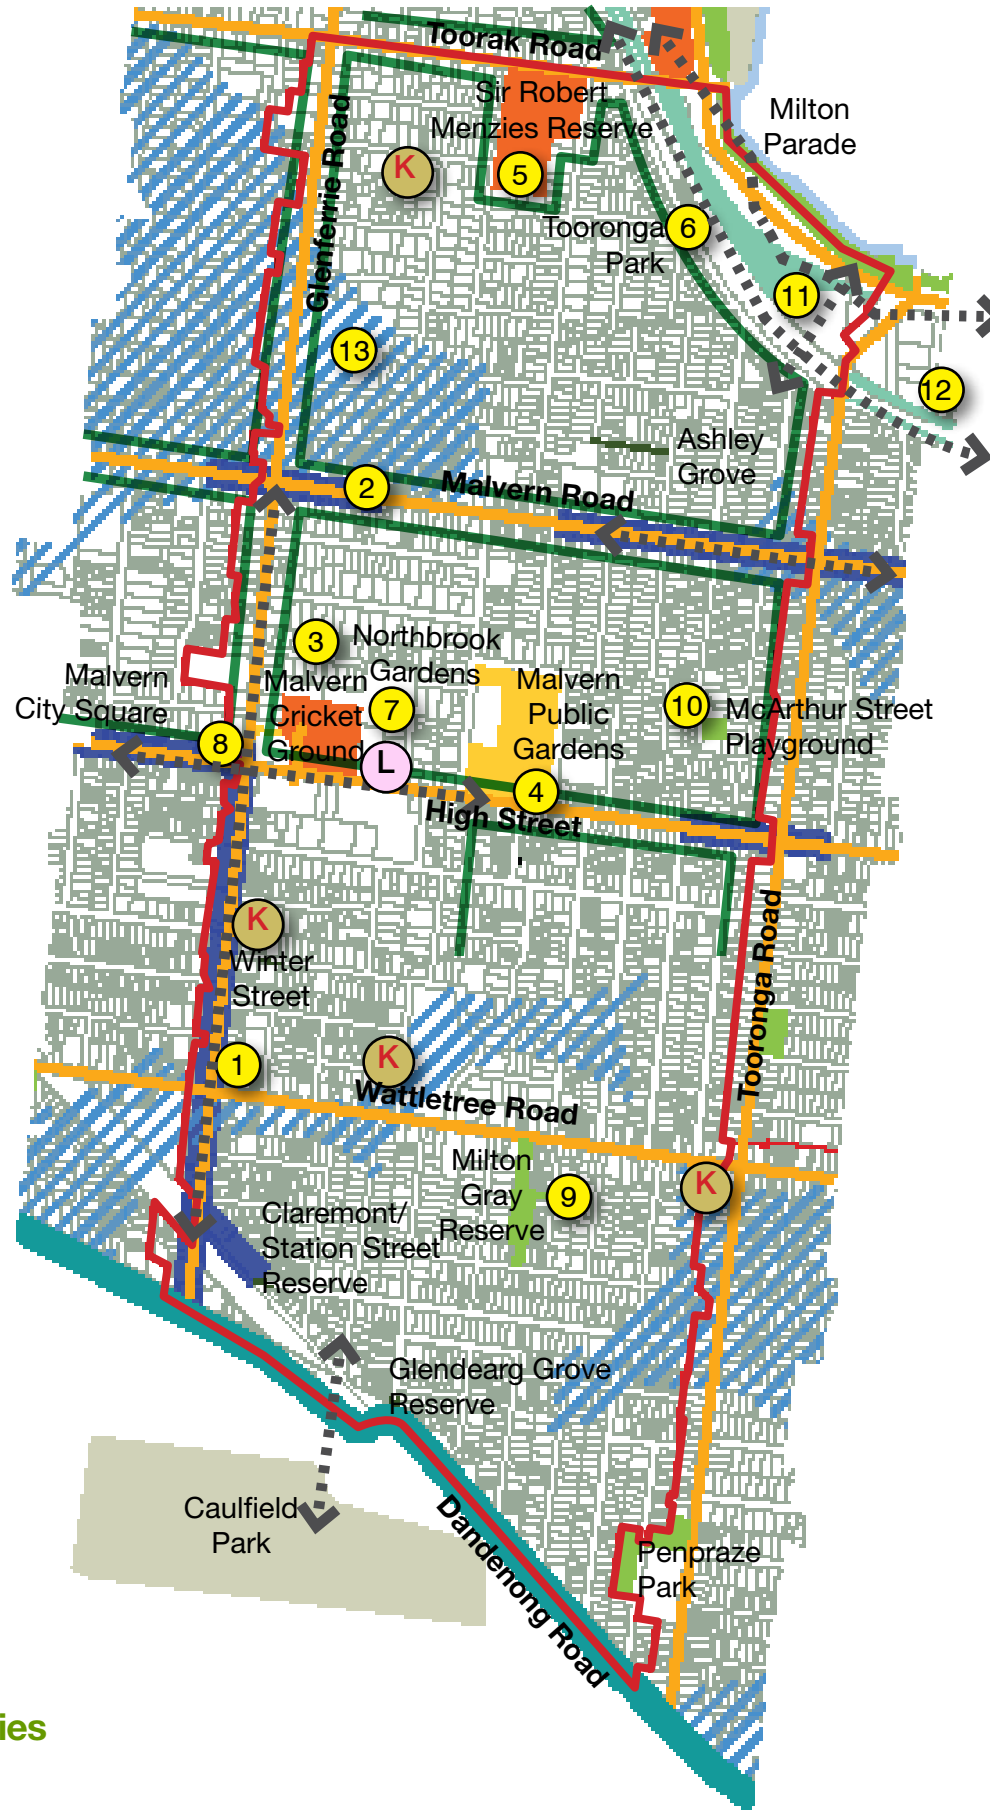 Toorak Road
Sir Robert
Menzies Reserve
Milton
Parade
K
5
Glenferrie Road
Tooronga
Park
6
11
13
12
Ashley
Grove
2
Malvern Road
3
Northbrook
Gardens
Malvern
City Square
Malvern
Cricket
Ground
7
Malvern
Public
Gardens
10
McArthur Street
Playground
8
L
4
High Street
K
Winter
Street
Tooronga Road
1
K
Wattletree Road
Milton
Gray
Reserve
9
K
Claremont/
Station Street
Reserve
Glendearg Grove
Reserve
Caulfield
Park
Dandenong Road
Penpraze
Park
ies